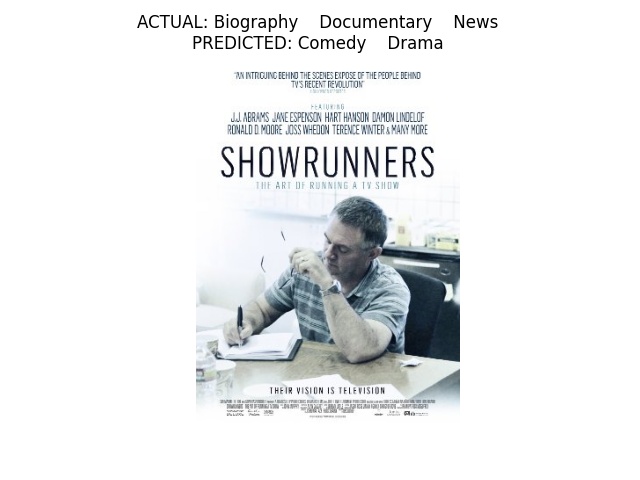 ACTUAL: Biography    Documentary    News
PREDICTED: Comedy    Drama
"AN INTRIGUING BEHIND THE SCENES EXPOSE OF THE PEOPLE BEHIND
TV'S RECENT REVOLUTION"
FEATURING
J.J. ABRAMS JANE ESPENSON HART HANSON DAMON LINDELOF
RONALD D. MOORE JOSS WHEDON TERENCE WINTER & MANY MORE
SHOWRUNNERS
THE ART OF RUNNING A TV SHOW
THEIR VISION IS TELEVISION